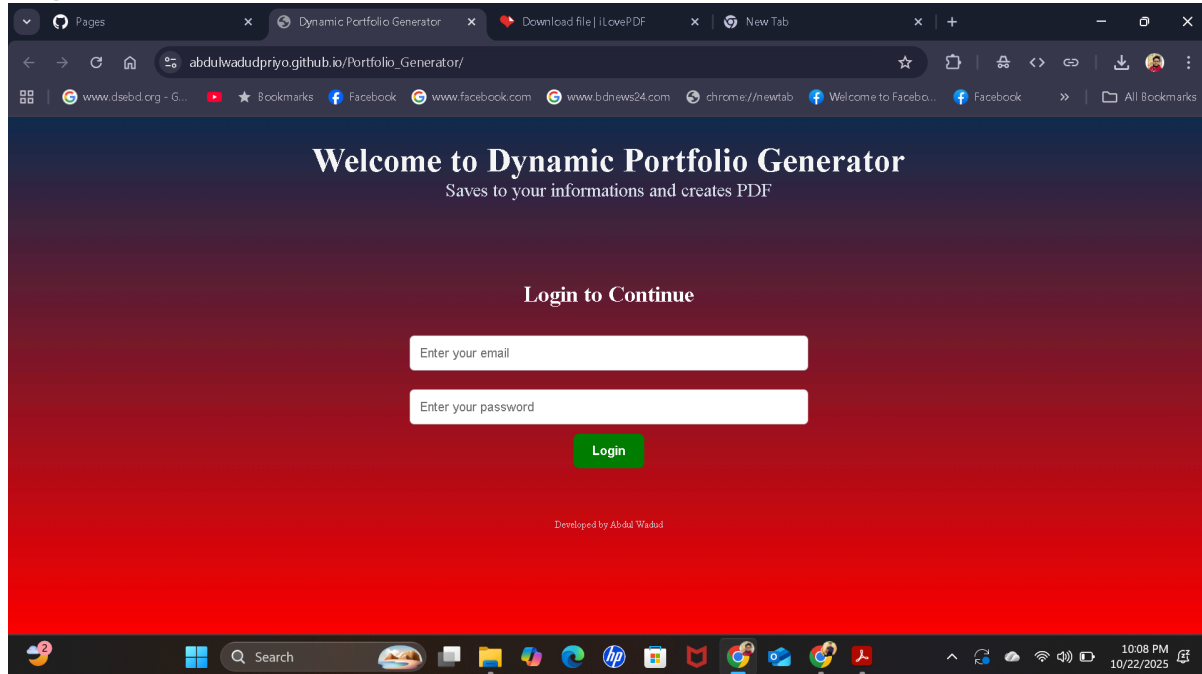 Pages
Dynamic Portfolio Generator
Download file | iLovePDF
New Tab
abdulwadudpriyo.github.io/Portfolio_Generator/
www.dsebd.org - G...
Bookmarks
Facebook
www.facebook.com
www.bdnews24.com
chrome://newtab
Welcome to Facebo...
Facebook
»
All Bookmarks
Welcome to Dynamic Portfolio Generator
Saves to your informations and creates PDF
Login to Continue
Enter your email
Enter your password
Login
Developed by Abdul Wadud
2
Search
hp
10:08 PM
10/22/2025